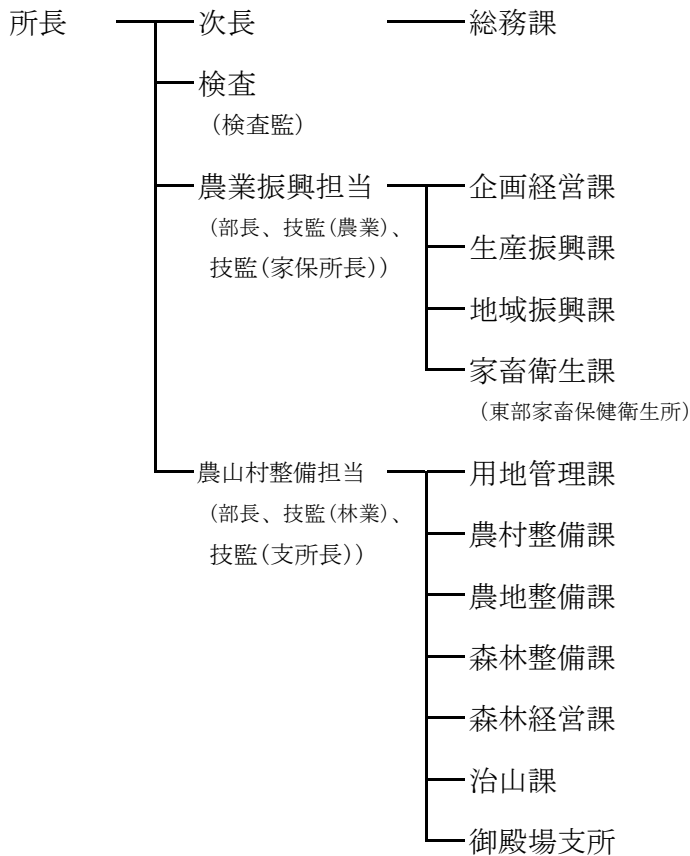 所長 次長 総務課
検査
(検査監)
農業振興担当 企画経営課
(部長、技監(農業)、
生産振興課
技監(家保所長))
地域振興課
家畜衛生課
(東部家畜保健衛生所)
農山村整備担当 用地管理課
(部長、技監(林業)、
農村整備課
技監(支所長))
農地整備課
森林整備課
森林経営課
治山課
御殿場支所